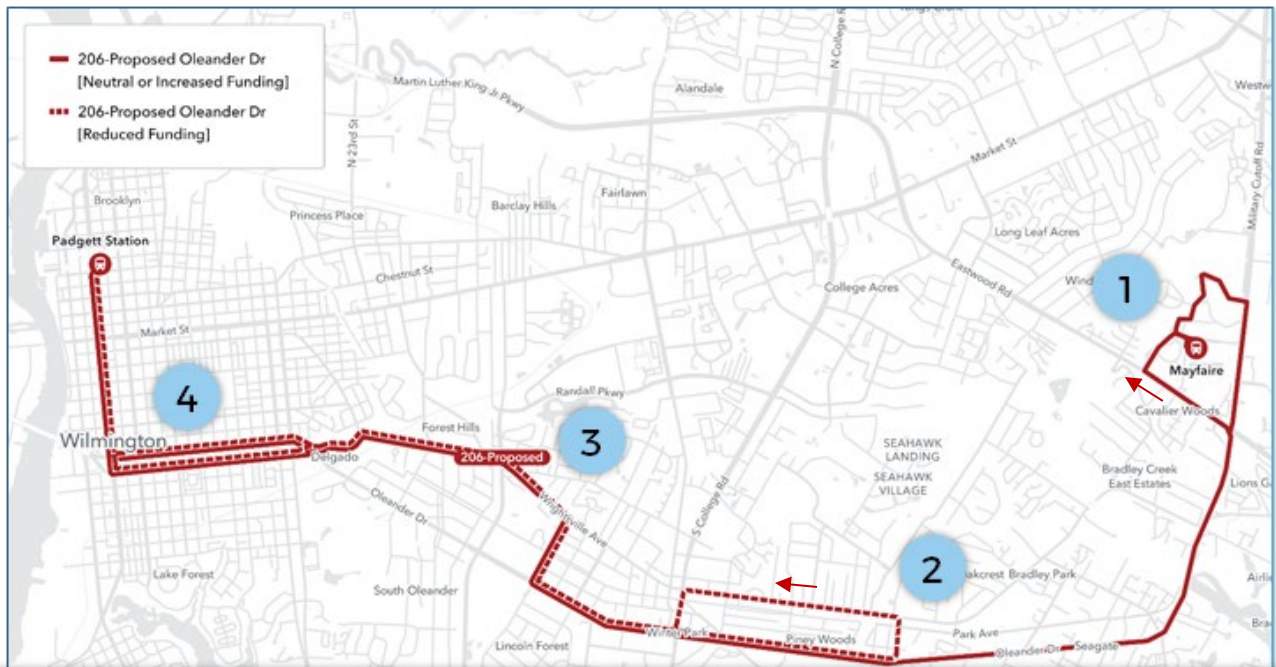 206-Proposed Oleander Dr
[Neutral or Increased Funding]
206-Proposed Oleander Dr
[Reduced Funding]
N College R
Martin Luther King Jr Pkwy
Alandale
Westw
N 23rd St
Market St
Military Cutoff Rd
Brooklyn
Princess Place
Barclay Hills
Fairlawn
Padgett Station
Long Leaf Acres
Chestnut St
Eastwood Rd
Wind
1
College Acres
Market St
Mayfaire
4
Randall Pkwy
Cavalier Woods
Wilmington
Forest Hills
3
Delgado
206-Proposed
SEAHAWK
LANDING
SEAHAWK
VILLAGE
Bradley Creek
East Estates
Lions G
Oleander Dr
Wrightsville Ave
S College Rd
Lake Forest
South Oleander
2
akcrest
Bradley Park
Airli
Winter Park
Piney Woods
Park Ave
Lincoln Forest
Oleander Dr
Seagate
Bra